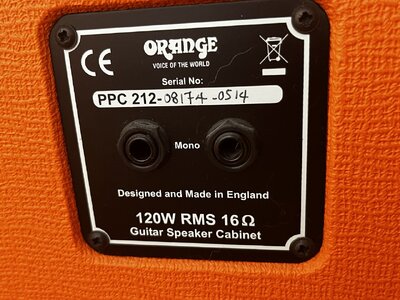 CE
ORANGE
VOICE OF THE WORLD
Serial No:
PPC 212-08174-0514
Mono
Designed and Made in England
120W RMS 16Ω
Guitar Speaker Cabinet